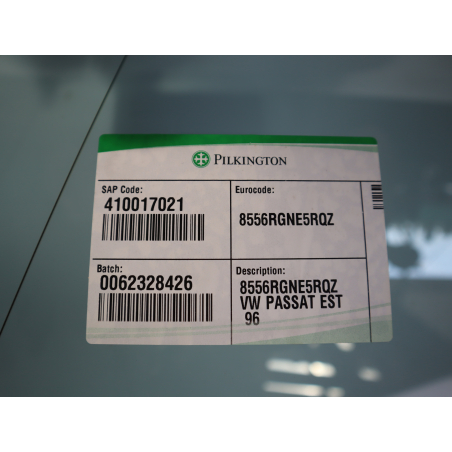 PILKINGTON
SAP Code:
410017021
Eurocode:
8556RGNE5RQZ
Batch:
0062328426
Description:
8556RGNE5RQZ
VW PASSAT EST
96